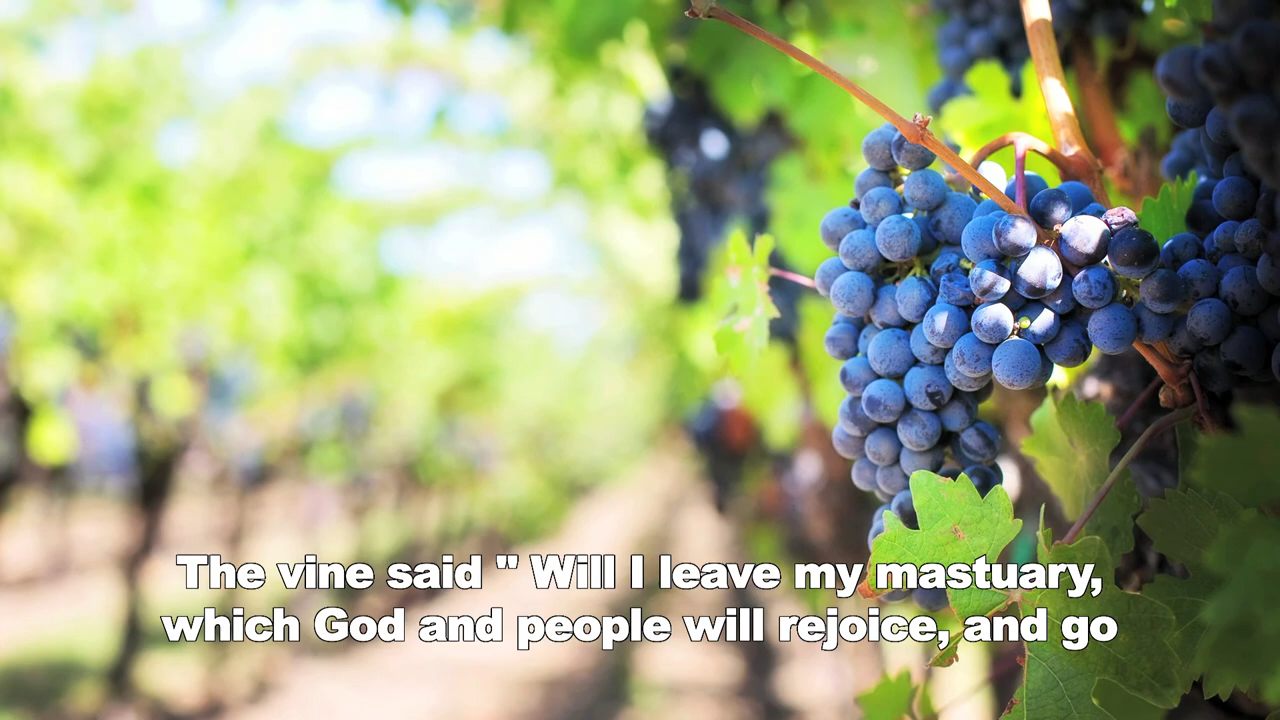 The vine said " Will I leave my mastuary,
which God and people will rejoice, and go